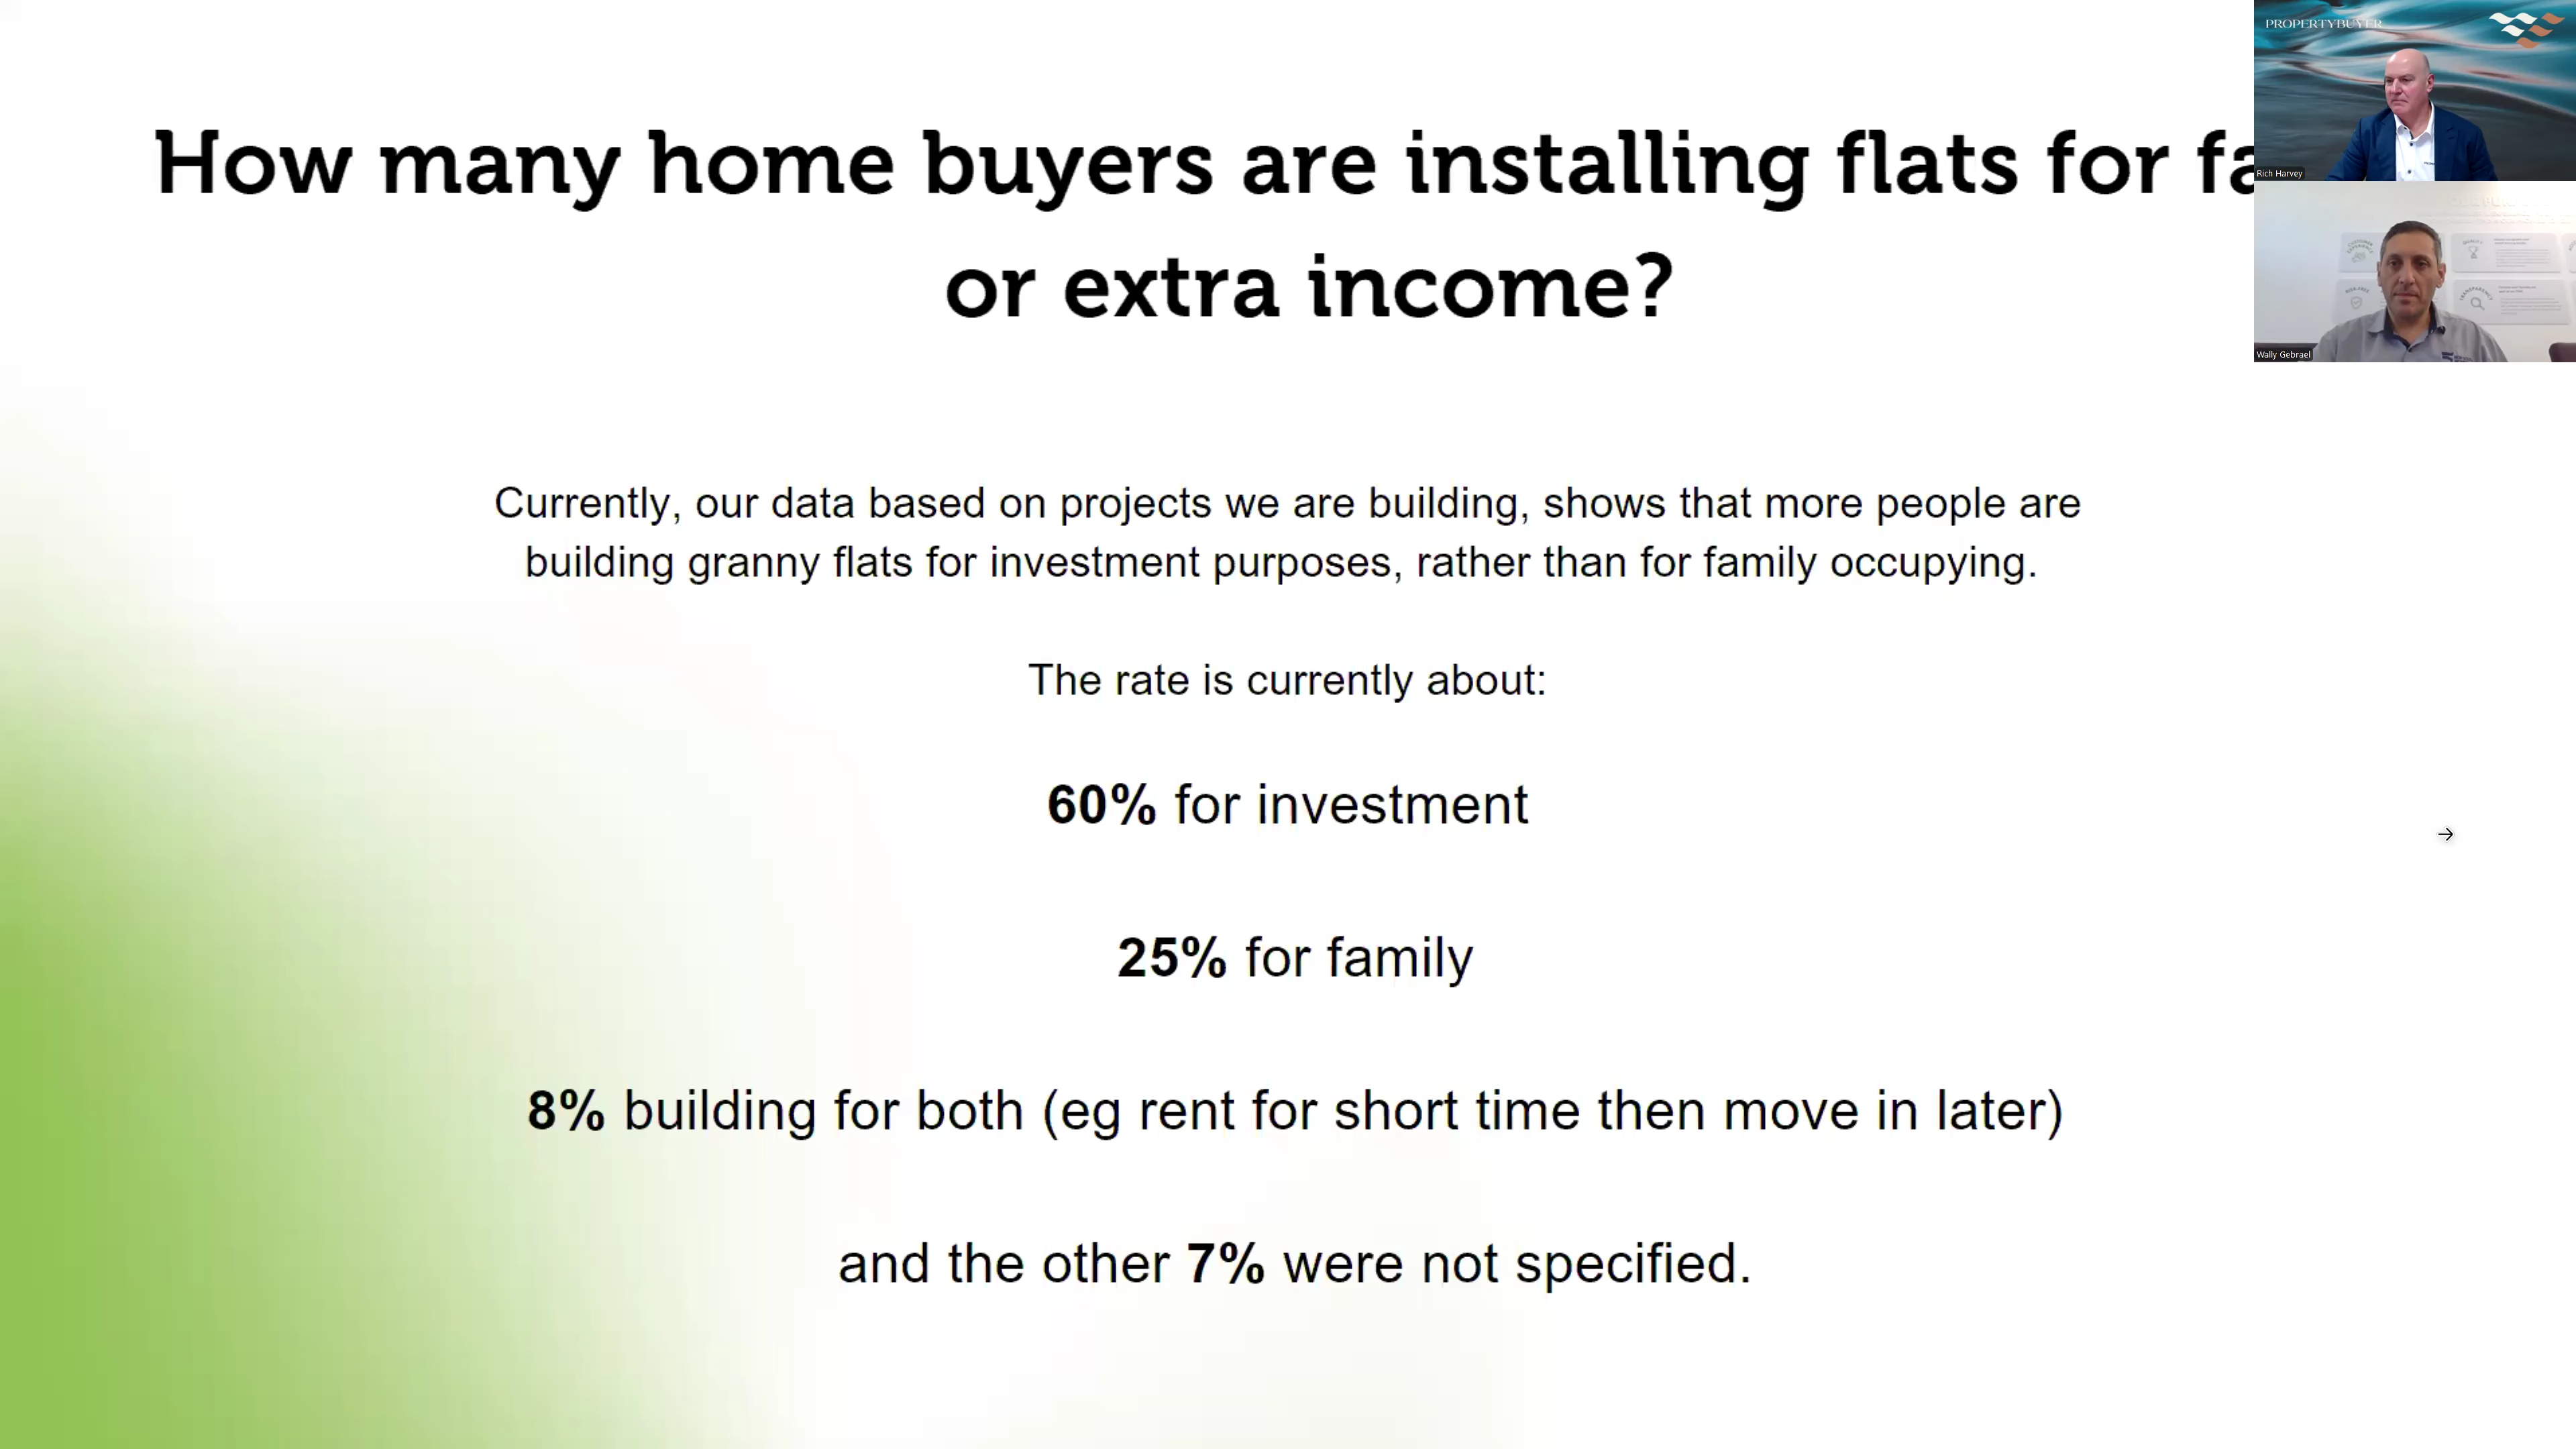 How many home buyers are installing flats for fa
or extra income?
Currently, our data based on projects we are building, shows that more people are
building granny flats for investment purposes, rather than for family occupying.
The rate is currently about:
60% for investment
25% for family
8% building for both (eg rent for short time then move in later)
and the other 7% were not specified.
PROPERTYBUYER
Rich Harvey
TRANSPARENCY
Wally Gebrael